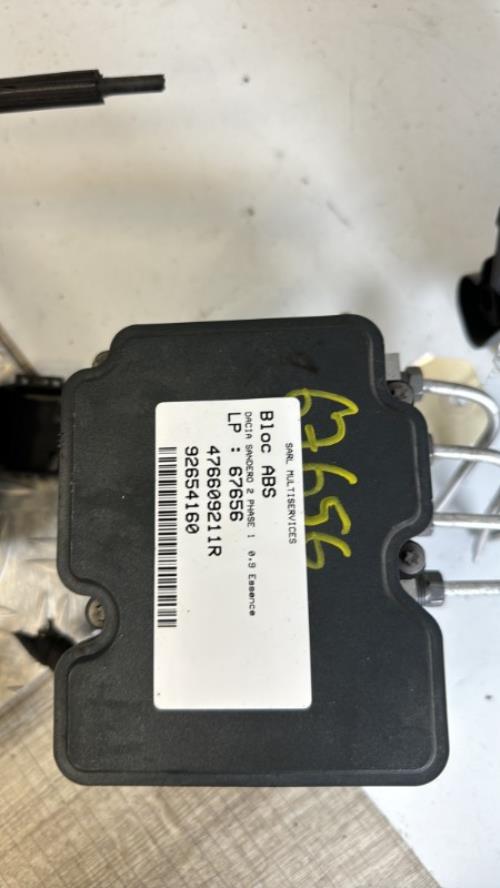 67656
SARL MULTISERVICES
Bloc ABS
DACIA SANDERO 2 PHASE 1 0,9 Essence
LP : 67656
476609211R
92654160